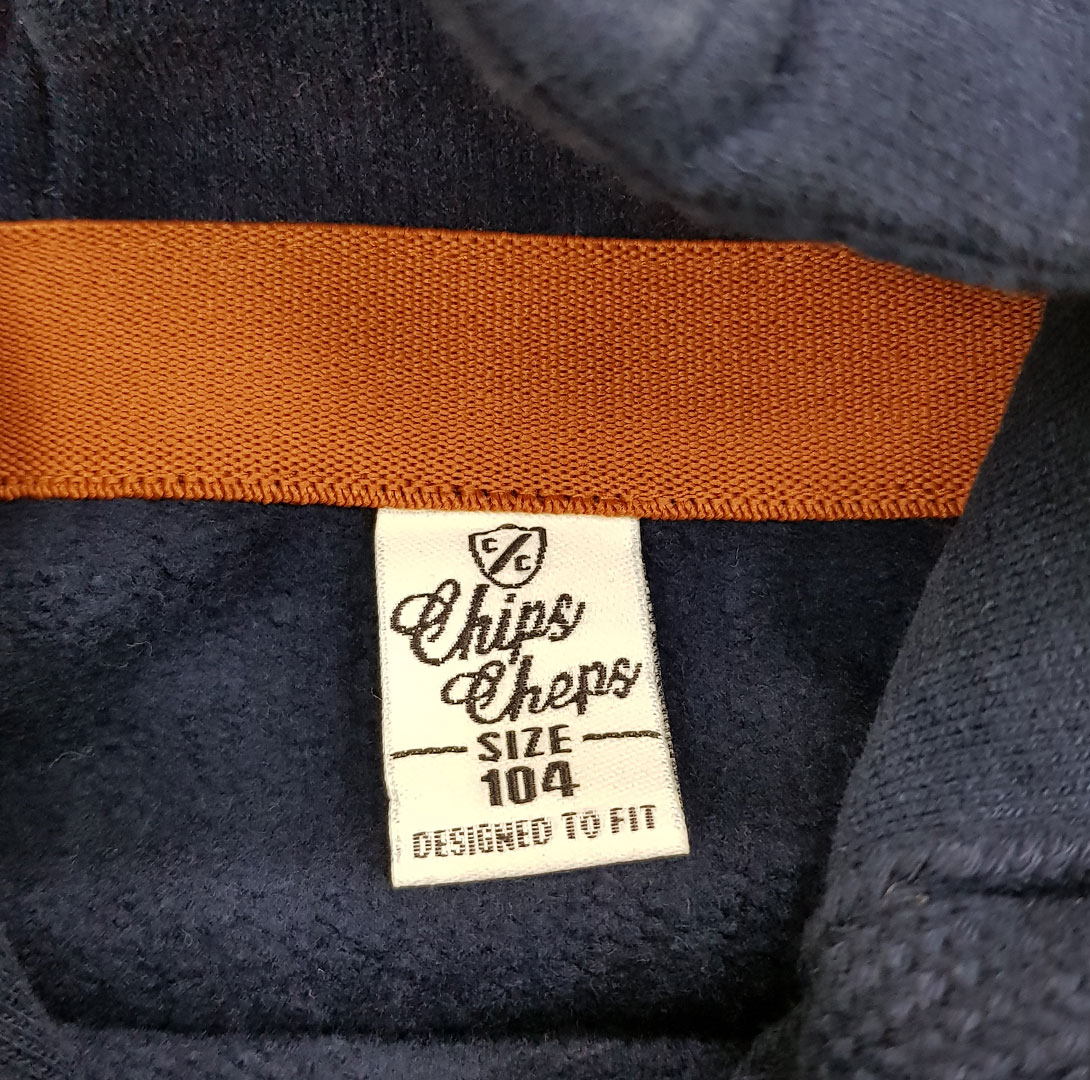 C/C
Chips
Cheps
SIZE
104
DESIGNED TO FIT